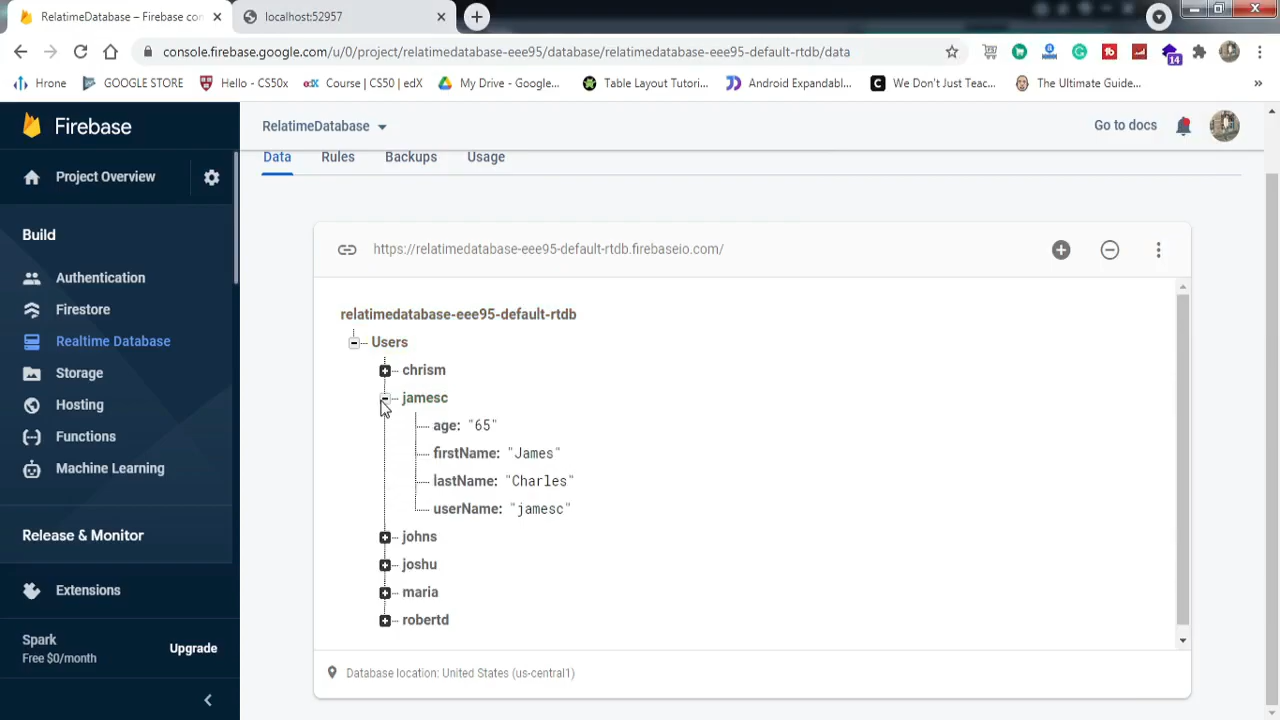 RelatimeDatabase – Firebase con
localhost:52957
console.firebase.google.com/u/0/project/relatimedatabase-eee95/database/relatimedatabase-eee95-default-rtdb/data
14
Hrone
GOOGLE STORE
Hello - CS50x
edX
Course | CS50 | edX
My Drive - Google...
Table Layout Tutori...
Android Expandabl...
We Don't Just Teac...
The Ultimate Guide...
»
Firebase
RelatimeDatabase
Go to docs
Project Overview
Data
Rules
Backups
Usage
Build
Authentication
Firestore
Realtime Database
Storage
Hosting
Functions
Machine Learning
Release & Monitor
Extensions
Spark
Free $0/month
Upgrade
https://relatimedatabase-eee95-default-rtdb.firebaseio.com/
relatimedatabase-eee95-default-rtdb
Users
chrism
jamesc
age: "65"
firstName: "James"
lastName: "Charles"
userName: "jamesc"
johns
joshu
maria
robertd
Database location: United States (us-central1)